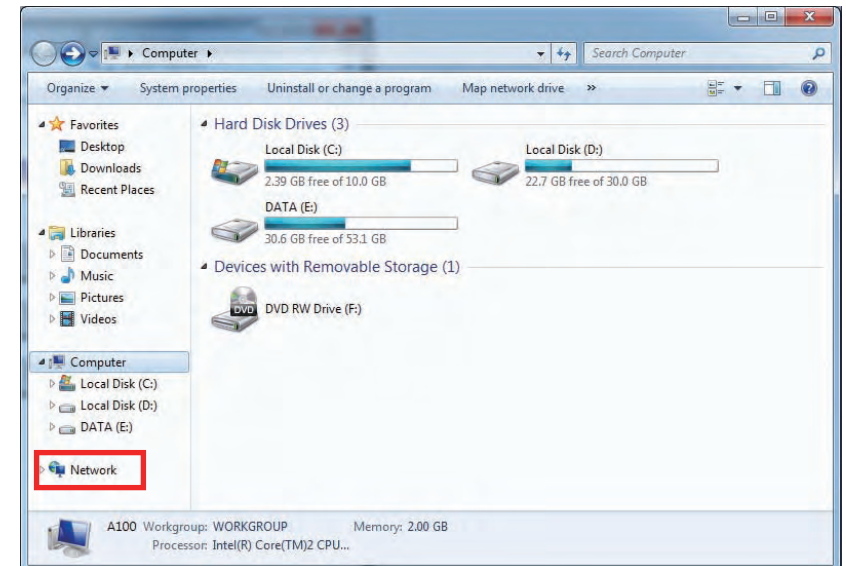 Computer
Search Computer
Organize System properties Uninstall or change a program Map network drive »
Favorites
Desktop
Downloads
Recent Places
Libraries
Documents
Music
Pictures
Videos
Computer
Local Disk (C:)
Local Disk (D:)
DATA (E:)
Network
Hard Disk Drives (3)
Local Disk (C:)
2.39 GB free of 10.0 GB
Local Disk (D:)
22.7 GB free of 30.0 GB
DATA (E:)
30.6 GB free of 53.1 GB
Devices with Removable Storage (1)
DVD
DVD RW Drive (F:)
A100 Workgroup: WORKGROUP Memory: 2.00 GB
Processor: Intel(R) Core(TM)2 CPU...